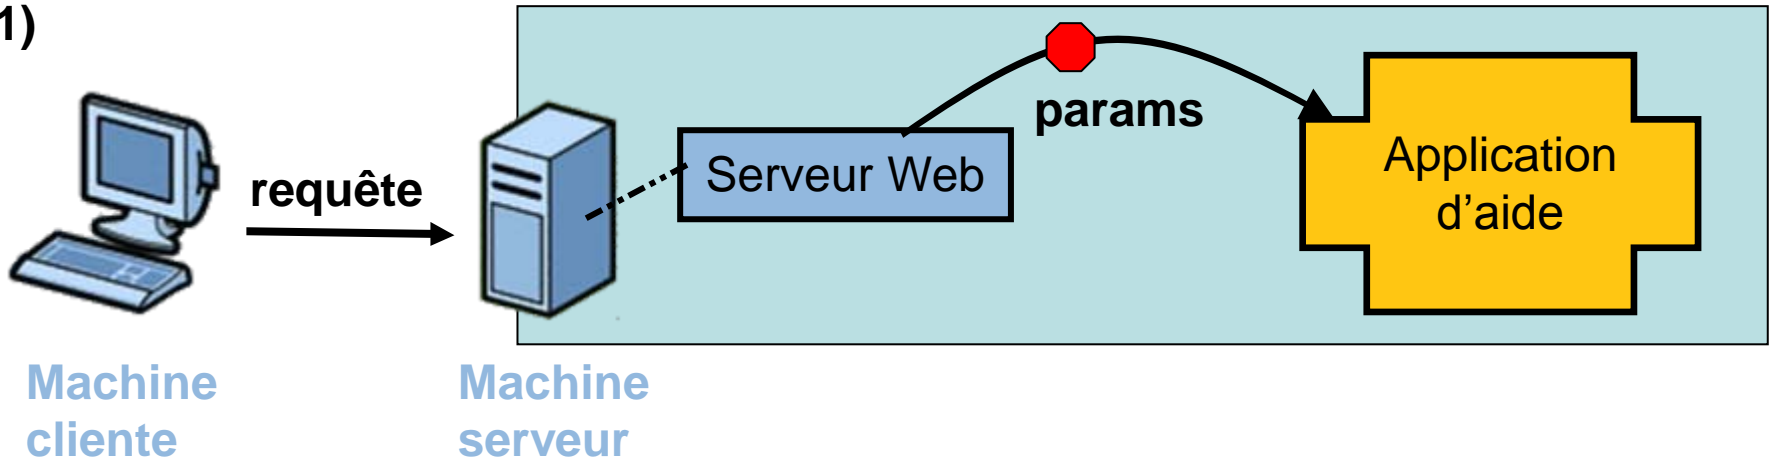 1)
params
requête
Serveur Web
Application
d’aide
Machine
cliente
Machine
serveur